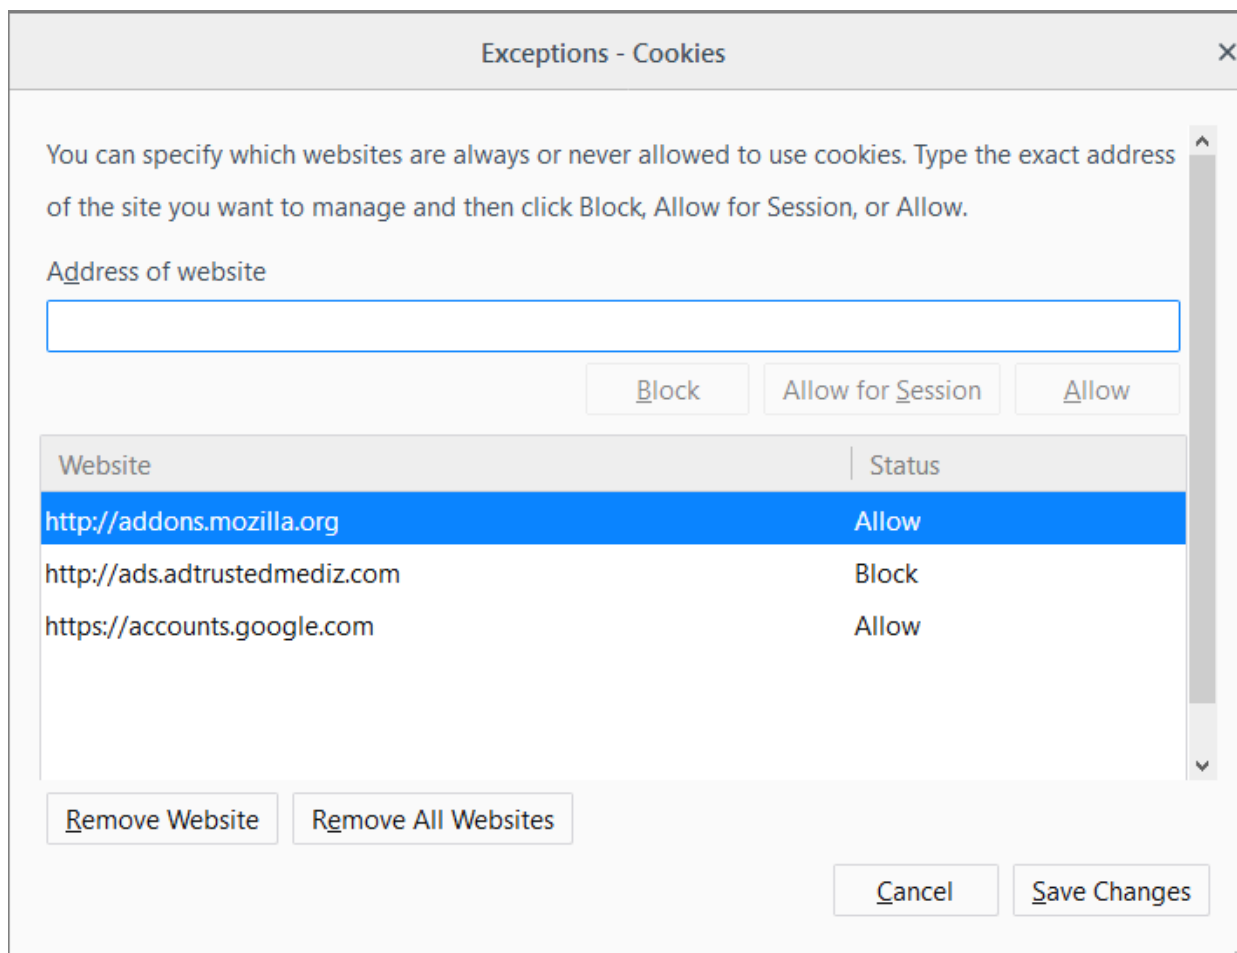 Exceptions - Cookies
You can specify which websites are always or never allowed to use cookies. Type the exact address
of the site you want to manage and then click Block, Allow for Session, or Allow.
Address of website
Block Allow for Session Allow
Website Status
http://addons.mozilla.org Allow
http://ads.adtrustedmediz.com Block
https://accounts.google.com Allow
Remove Website Remove All Websites
Cancel Save Changes